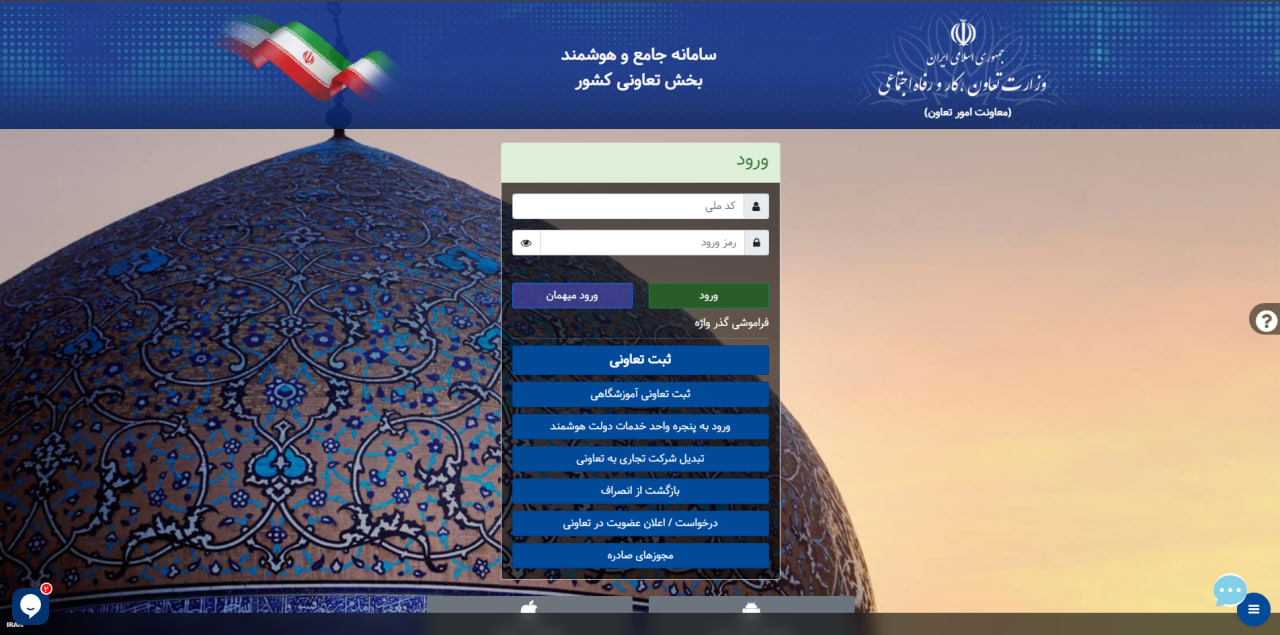 جمهوری اسلامی ایران
وزارت تعاون، کار و رفاه اجتماعی
(معاونت امور تعاون)
سامانه جامع و هوشمند
بخش تعاونی کشور
ورود
کد ملی
رمز ورود
ورود
ورود میهمان
فراموشی گذر واژه
ثبت تعاونی
ثبت تعاونی آموزشگاهی
ورود به پنجره واحد خدمات دولت هوشمند
تبدیل شرکت تجاری به تعاونی
بازگشت از انصراف
درخواست / اعلان عضویت در تعاونی
مجوزهای صادره
?
۲
IRAN